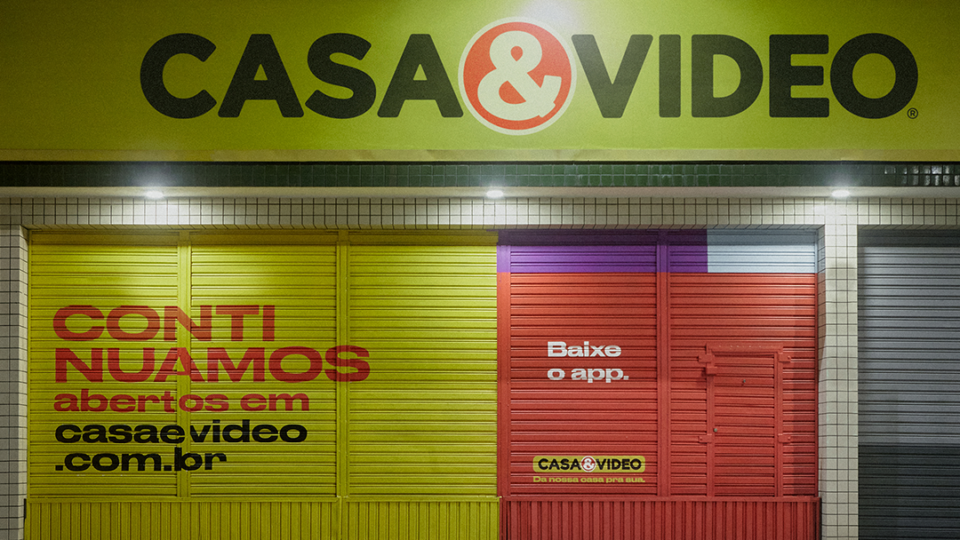 CASA&VIDEO®
CONTI
NUAMOS
abertos em
casaevideo
.com.br
Baixe
o app.
CASA&VIDEO
Da nossa casa pra sua.